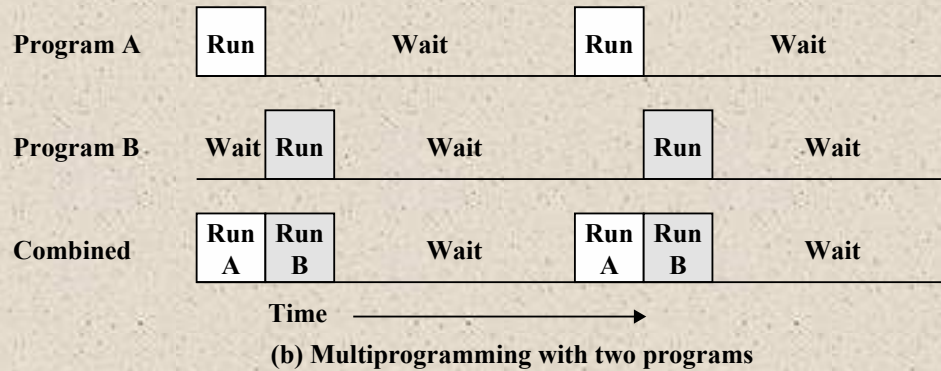 Program A Run Wait Run Wait
Program B Wait Run Wait Run Wait
Combined Run A Run B Wait Run A Run B Wait
Time
(b) Multiprogramming with two programs